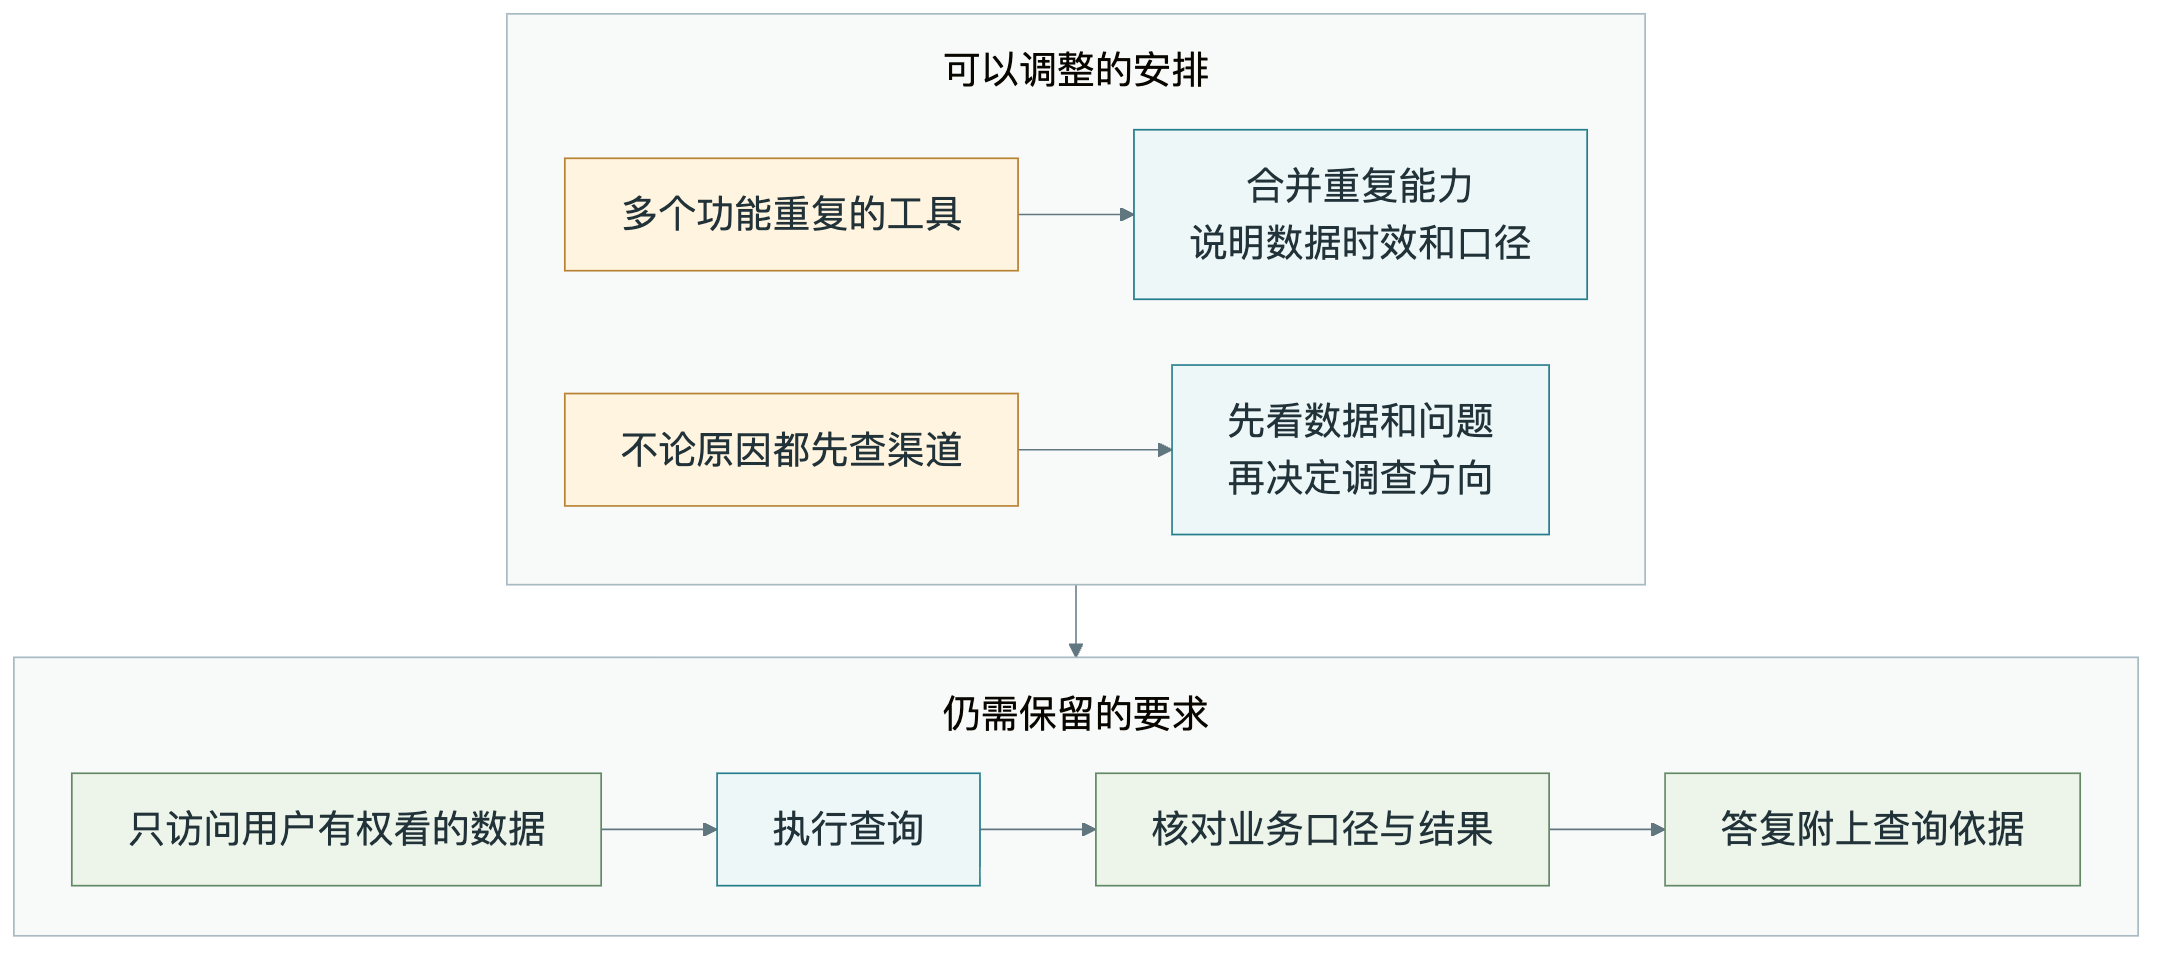 可以调整的安排
多个功能重复的工具
合并重复能力
说明数据时效和口径
不论原因都先查渠道
先看数据和问题
再决定调查方向
仍需保留的要求
只访问用户有权看的数据
执行查询
核对业务口径与结果
答复附上查询依据